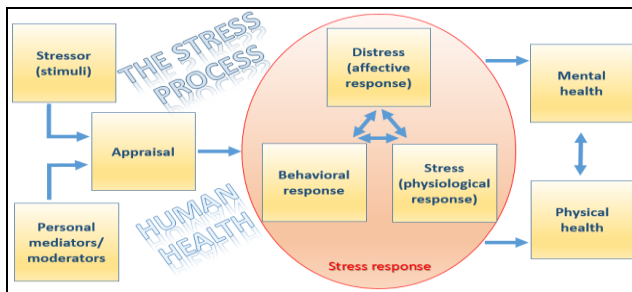 Stressor
(stimuli)
THE STRESS
PROCESS
Distress
(affective
response)
Mental
health
Appraisal
Behavioral
response
Stress
(physiological
response)
Personal
mediators/
moderators
HUMAN
HEALTH
Physical
health
Stress response